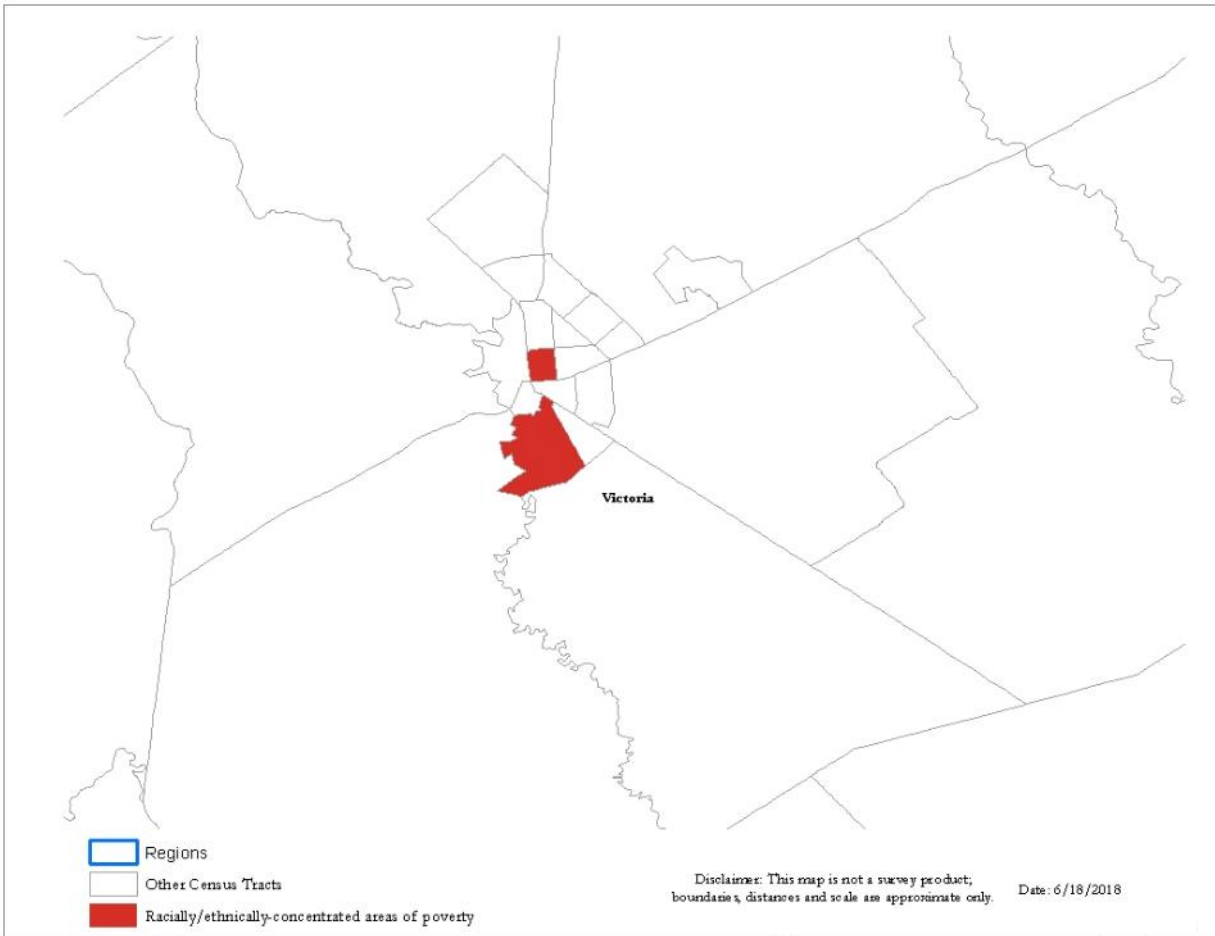 Victoria
Regions
Other Census Tracts
Racially/ethnically-concentrated areas of poverty
Disclaimer: This map is not a survey product;
boundaries, distances and scale are approximate only.
Date: 6/18/2018